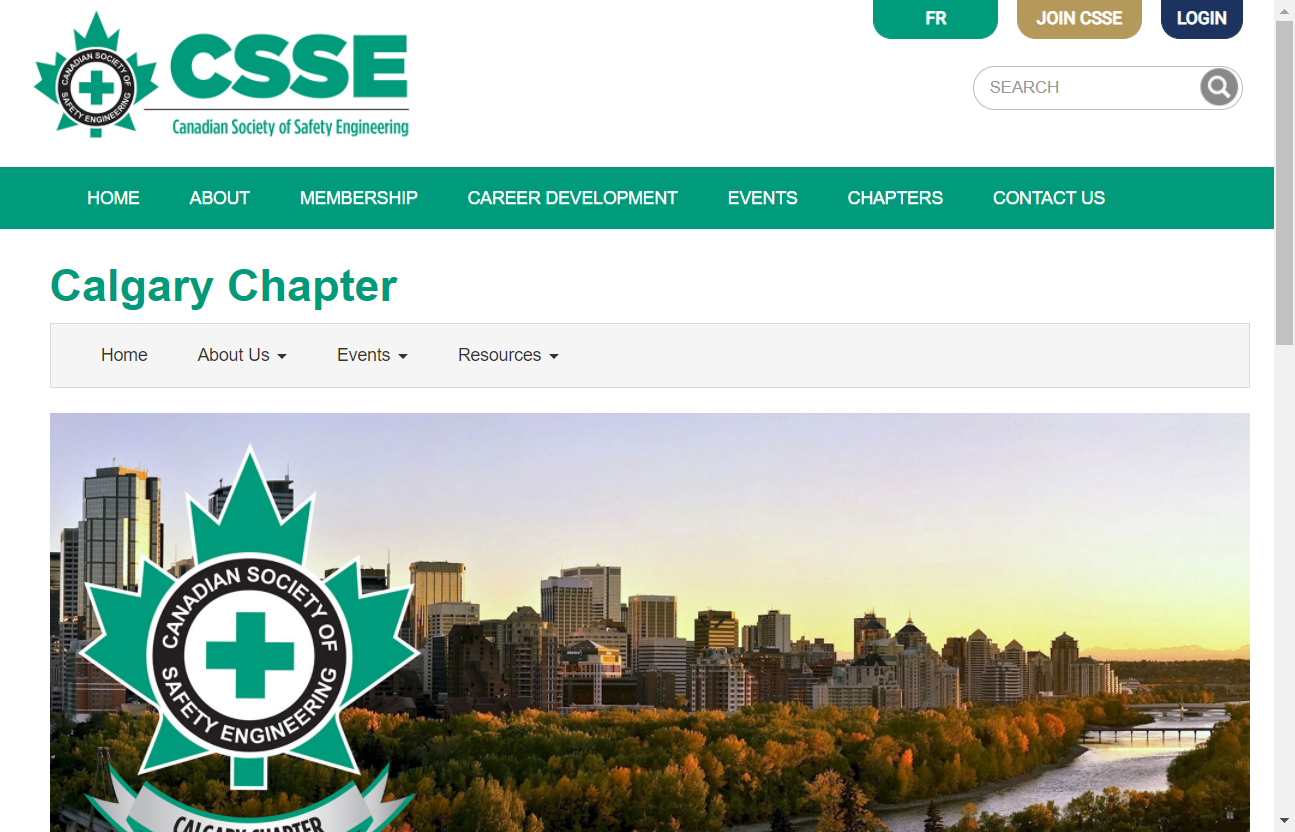 FR
JOIN CSSE
LOGIN
CANADIAN SOCIETY OF
SAFETY ENGINEERING
CSSE
Canadian Society of Safety Engineering
SEARCH
HOME
ABOUT
MEMBERSHIP
CAREER DEVELOPMENT
EVENTS
CHAPTERS
CONTACT US
Calgary Chapter
Home
About Us
Events
Resources
CANADIAN SOCIETY OF
SAFETY ENGINEERING
CALGARY CHAPTER